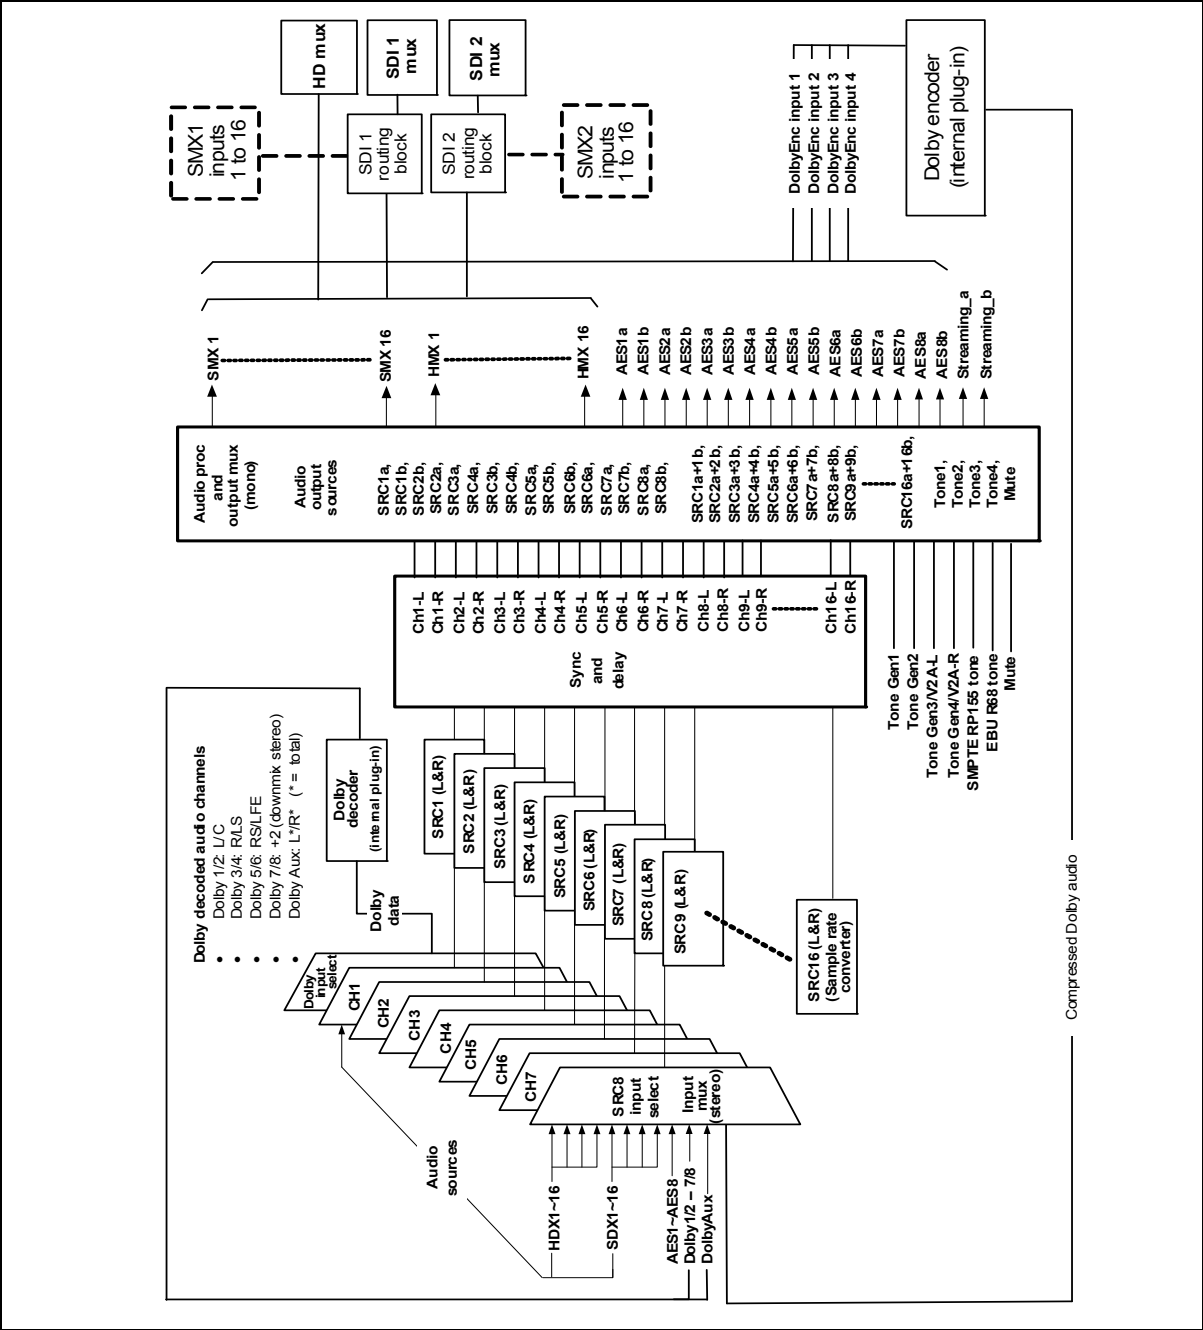 Dolby decoded audio channels
• Dolby 1/2: L/C
• Dolby 3/4: R/LS
• Dolby 5/6: RS/LFE
• Dolby 7/8: +2 (downmix stereo)
• Dolby Aux: L*/R* (* = total)
Dolby
decoder
(internal plug-in)
Dolby
data
Dolby
input
select
CH1
CH2
CH3
CH4
CH5
CH6
CH7
SRC8
input
select
Input
mux
(stereo)
Audio
sources
HDX1~16
SDX1~16
AES1~AES8
Dolby1/2 – 7/8
DolbyAux
SRC1 (L&R)
SRC2 (L&R)
SRC3 (L&R)
SRC4 (L&R)
SRC5 (L&R)
SRC6 (L&R)
SRC7 (L&R)
SRC8 (L&R)
SRC9 (L&R)
SRC16 (L&R)
(Sample rate
converter)
Sync
and
delay
Ch1-L
Ch1-R
Ch2-L
Ch2-R
Ch3-L
Ch3-R
Ch4-L
Ch4-R
Ch5-L
Ch5-R
Ch6-L
Ch6-R
Ch7-L
Ch7-R
Ch8-L
Ch8-R
Ch9-L
Ch9-R
Ch16-L
Ch16-R
Tone Gen1
Tone Gen2
Tone Gen3/V2A-L
Tone Gen4/V2A-R
SMPTE RP155 tone
EBU R68 tone
Mute
Audio proc
and
output mux
(mono)
Audio
output
sources
SRC1a,
SRC1b,
SRC2b,
SRC2a,
SRC3a,
SRC4a,
SRC3b,
SRC4b,
SRC5a,
SRC5b,
SRC6b,
SRC6a,
SRC7a,
SRC7b,
SRC8a,
SRC8b,
SRC1a+1b,
SRC2a+2b,
SRC3a+3b,
SRC4a+4b,
SRC5a+5b,
SRC6a+6b,
SRC7a+7b,
SRC8a+8b,
SRC9a+9b,
SRC16a+16b,
Tone1,
Tone2,
Tone3,
Tone4,
Mute
SMX 1
SMX 16
HMX 1
HMX 16
AES1a
AES1b
AES2a
AES2b
AES3a
AES3b
AES4a
AES4b
AES5a
AES5b
AES6a
AES6b
AES7a
AES7b
AES8a
AES8b
Streaming_a
Streaming_b
SMX1
inputs
1 to 16
SDI 1
routing
block
SDI 2
routing
block
SMX2
inputs
1 to 16
HD mux
SDI 1
mux
SDI 2
mux
DolbyEnc input 1
DolbyEnc input 2
DolbyEnc input 3
DolbyEnc input 4
Dolby encoder
(internal plug-in)
Compressed Dolby audio